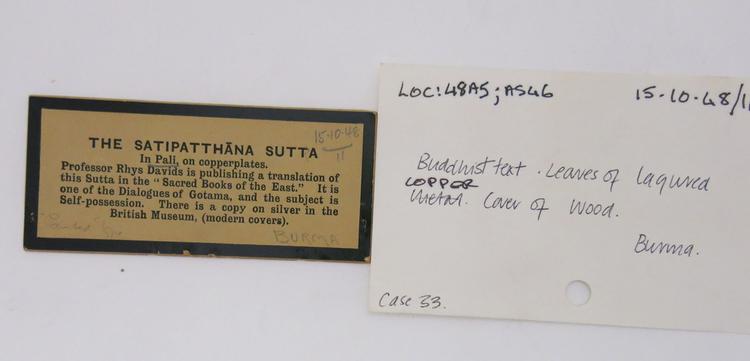 THE SATIPATTHĀNA SUTTA
15-10-48
11
In Pali, on copperplates.
Professor Rhys Davids is publishing a translation of
this Sutta in the "Sacred Books of the East." It is
one of the Dialogues of Gotama, and the subject is
Self-possession. There is a copy on silver in the
British Museum, (modern covers).
BURMA
LOC: 48A5; AS46
15-10-48/
Buddhist text. Leaves of laqured
COPPER
metal. Cover of Wood.
Burma.
Case 33.